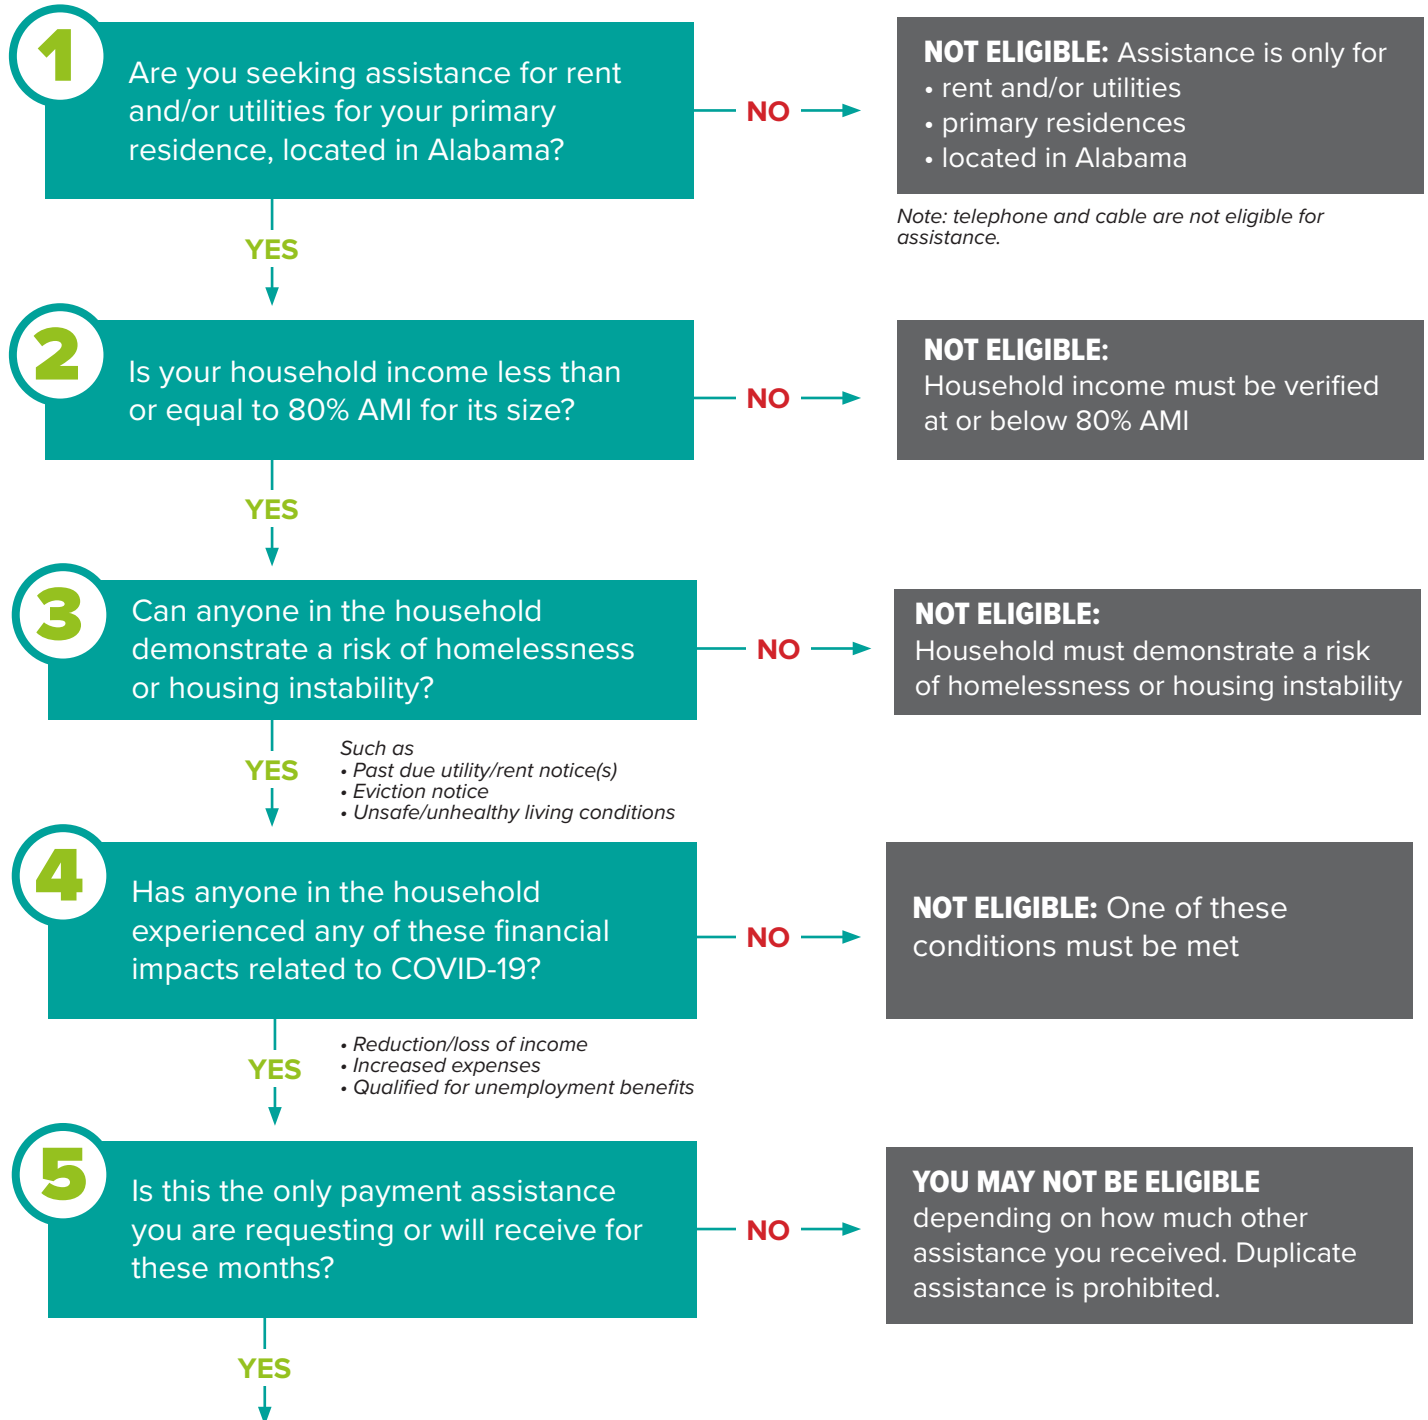 1
Are you seeking assistance for rent
and/or utilities for your primary
residence, located in Alabama?
NO
NOT ELIGIBLE: Assistance is only for
• rent and/or utilities
• primary residences
• located in Alabama
Note: telephone and cable are not eligible for
assistance.
YES
2
Is your household income less than
or equal to 80% AMI for its size?
NO
NOT ELIGIBLE:
Household income must be verified
at or below 80% AMI
YES
3
Can anyone in the household
demonstrate a risk of homelessness
or housing instability?
NO
NOT ELIGIBLE:
Household must demonstrate a risk
of homelessness or housing instability
YES
Such as
• Past due utility/rent notice(s)
• Eviction notice
• Unsafe/unhealthy living conditions
4
Has anyone in the household
experienced any of these financial
impacts related to COVID-19?
NO
NOT ELIGIBLE: One of these
conditions must be met
YES
• Reduction/loss of income
• Increased expenses
• Qualified for unemployment benefits
5
Is this the only payment assistance
you are requesting or will receive for
these months?
NO
YOU MAY NOT BE ELIGIBLE
depending on how much other
assistance you received. Duplicate
assistance is prohibited.
YES